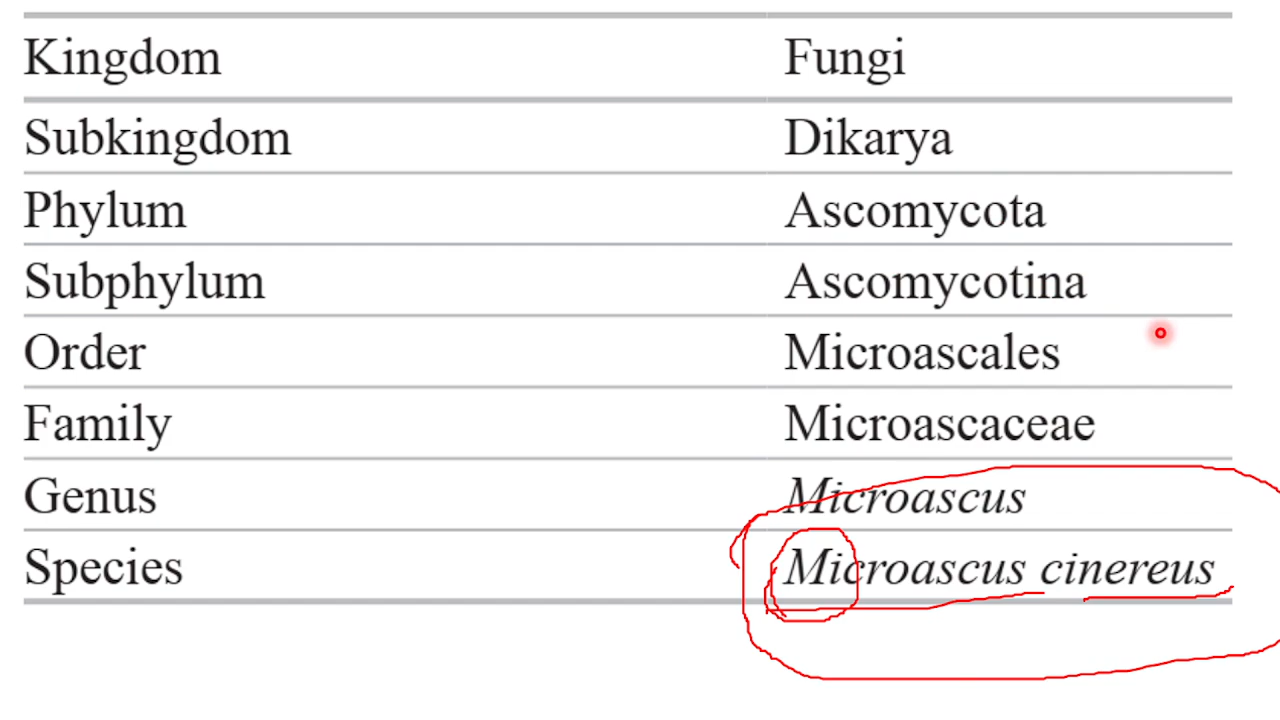 Kingdom Fungi
Subkingdom Dikarya
Phylum Ascomycota
Subphylum Ascomycotina
Order Microascales
Family Microascaceae
Genus Microascus
Species Microascus cinereus